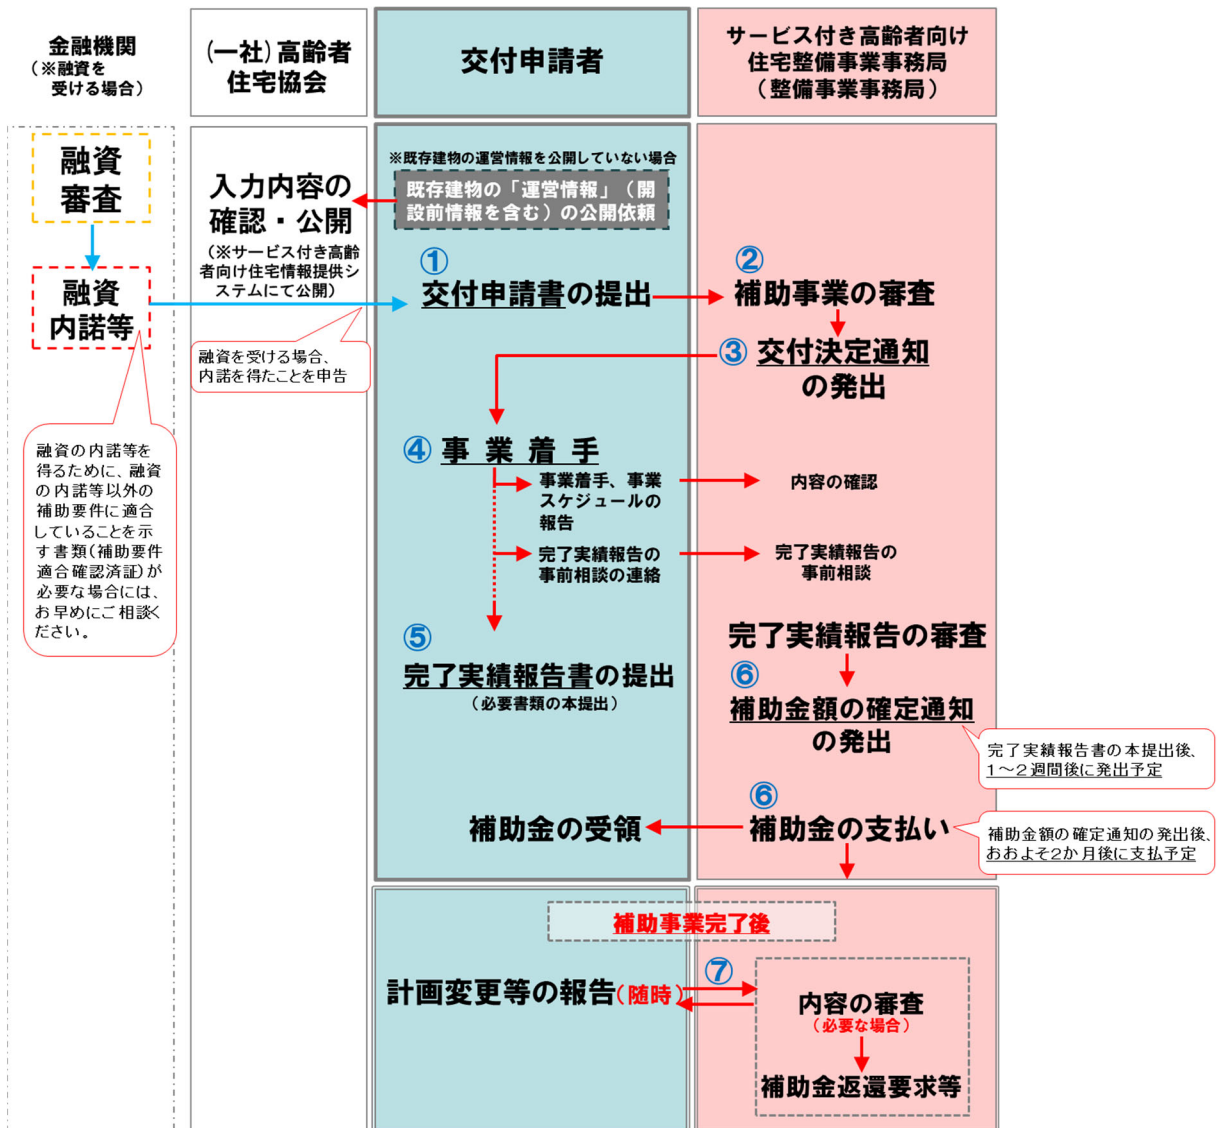 金融機関
(※融資を
受ける場合)
(一社)高齢者
住宅協会
交付申請者
サービス付き高齢者向け
住宅整備事業事務局
(整備事業事務局)
融資
審査
融資
内諾等
融資の内諾等を
得るために、融資
の内諾等以外の
補助要件に適合
していることを示
す書類(補助要件
適合確認済証)が
必要な場合には、
お早めにご相談く
ださい。
入力内容の
確認・公開
(※サービス付き高齢
者向け住宅情報提供シ
ステムにて公開)
融資を受ける場合、
内諾を得たことを申告
※既存建物の運営情報を公開していない場合
既存建物の「運営情報」(開
設前情報を含む)の公開依頼
①
交付申請書の提出
②
補助事業の審査
③ 交付決定通知
の発出
④ 事業着手
事業着手、事業
スケジュールの
報告
内容の確認
完了実績報告の
事前相談の連絡
完了実績報告の
事前相談
⑤
完了実績報告書の提出
(必要書類の本提出)
完了実績報告の審査
⑥
補助金額の確定通知
の発出
完了実績報告書の本提出後、
1~2週間後に発出予定
⑥
補助金の受領
補助金の支払い
補助金額の確定通知の発出後、
おおよそ2か月後に支払予定
補助事業完了後
⑦
計画変更等の報告(随時)
内容の審査
(必要な場合)
補助金返還要求等